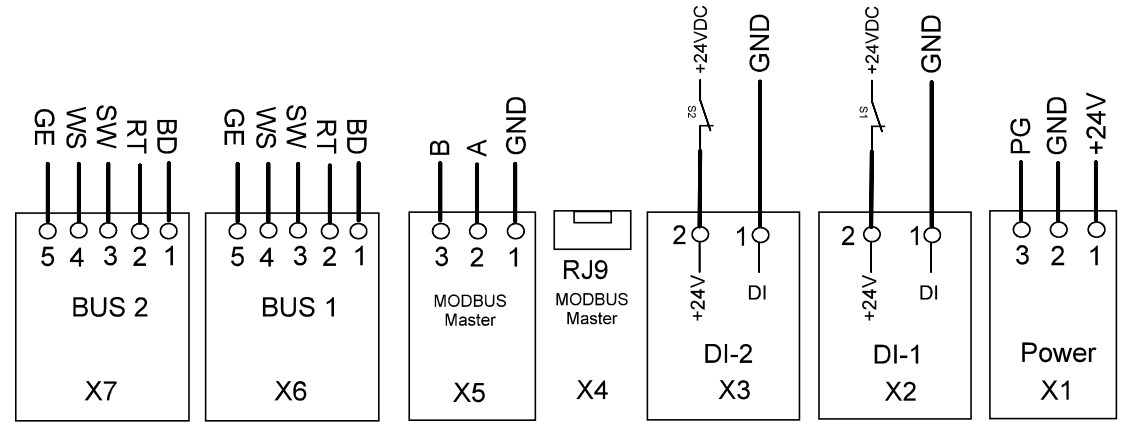 GE
WS
SW
RT
BD
5 4 3 2 1
BUS 2
X7
GE
WS
SW
RT
BD
5 4 3 2 1
BUS 1
X6
B
A
GND
3 2 1
MODBUS
Master
X5
RJ9
MODBUS
Master
X4
+24VDC
S2
GND
2 1
+24V
DI
DI-2
X3
+24VDC
S1
GND
2 1
+24V
DI
DI-1
X2
PG
GND
+24V
3 2 1
Power
X1